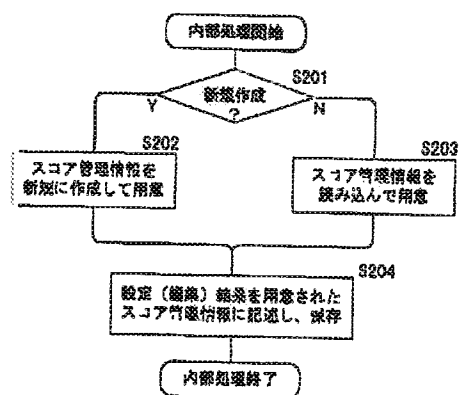 内部処理開始
S201
新規作成
?
Y
N
S202
スコア管理情報を
新規に作成して用意
S203
スコア管理情報を
読み込んで用意
S204
設定（編集）結果を用意された
スコア管理情報に記述し、保存
内部処理終了